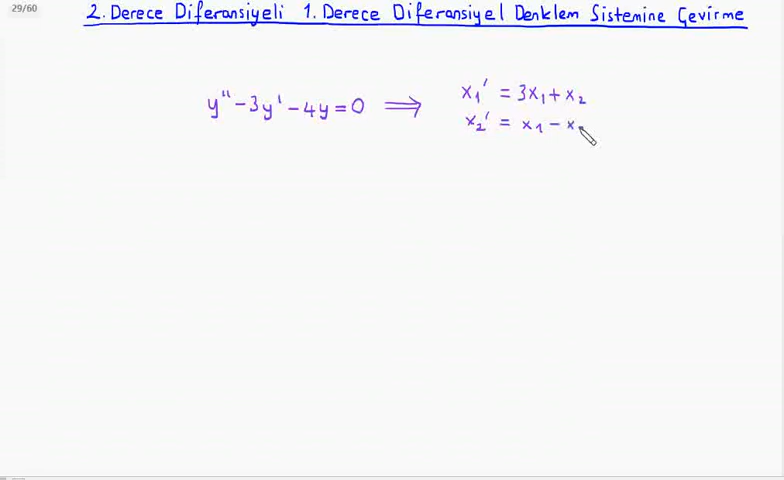 29/60
2. Derece Diferansiyeli 1. Derece Diferansiyel Denklem Sistemine Çevirme
y'' - 3y' - 4y = 0 ⟹ x₁' = 3x₁ + x₂
x₂' = x₁ - x